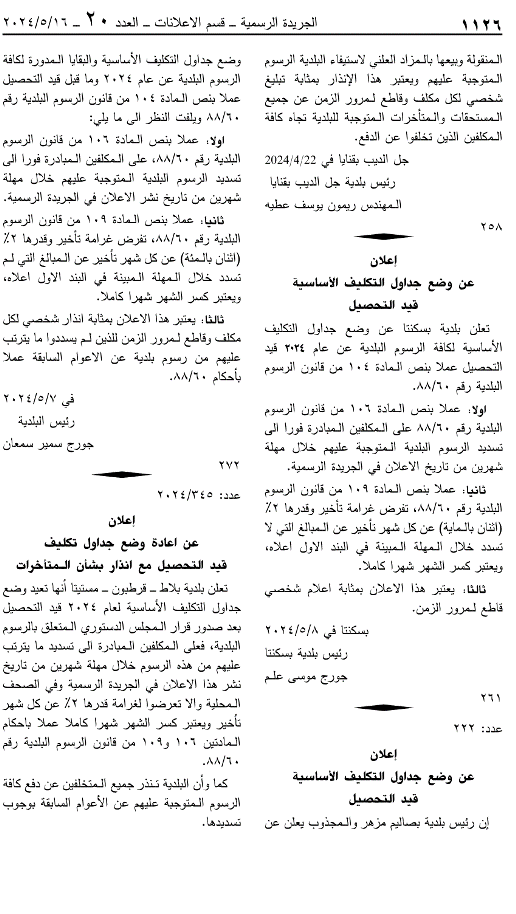 ١١٢٦
الجريدة الرسمية ــ قسم الاعلانات ــ العدد ٢٠ ــ ٢٠٢٤/٥/١٦
المنقولة وبيعها بالمزاد العلني لاستيفاء البلدية الرسوم
المتوجبة عليهم ويعتبر هذا الإنذار بمثابة تبليغ
شخصي لكل مكلف وقاطع لمرور الزمن عن جميع
المستحقات والمتأخرات المتوجبة للبلدية تجاه كافة
المكلفين الذين تخلفوا عن الدفع.
جل الديب بقنايا في 2024/4/22
رئيس بلدية جل الديب بقنايا
المهندس ريمون يوسف عطيه
٢٥٨
إعلان
عن وضع جداول التكليف الأساسية
قيد التحصيل
تعلن بلدية بسكنتا عن وضع جداول التكليف
الأساسية لكافة الرسوم البلدية عن عام ٢٠٢٤ قيد
التحصيل عملا بنص المادة ١٠٤ من قانون الرسوم
البلدية رقم ٨٨/٦٠.
اولا: عملا بنص المادة ١٠٦ من قانون الرسوم
البلدية رقم ٨٨/٦٠، على المكلفين المبادرة فورا الى
تسديد الرسوم البلدية المتوجبة عليهم خلال مهلة
شهرين من تاريخ الاعلان في الجريدة الرسمية.
ثانيا: عملا بنص المادة ١٠٩ من قانون الرسوم
البلدية رقم ٨٨/٦٠، تفرض غرامة تأخير وقدرها ٢٪
(اثنان بالماية) عن كل شهر تأخير عن المبالغ التي لا
تسدد خلال المهلة المبينة في البند الاول اعلاه،
ويعتبر كسر الشهر شهرا كاملا.
ثالثا: يعتبر هذا الاعلان بمثابة اعلام شخصي
قاطع لمرور الزمن.
بسكنتا في ٢٠٢٤/٥/٨
رئيس بلدية بسكنتا
جورج موسى علم
٢٦١
عدد: ٢٢٢
إعلان
عن وضع جداول التكليف الأساسية
قيد التحصيل
إن رئيس بلدية بصاليم مزهر والمجذوب يعلن عن
وضع جداول التكليف الأساسية والبقايا المدورة لكافة
الرسوم البلدية عن عام ٢٠٢٤ وما قبل قيد التحصيل
عملا بنص المادة ١٠٤ من قانون الرسوم البلدية رقم
٨٨/٦٠ ويلفت النظر الى ما يلي:
اولا: عملا بنص المادة ١٠٦ من قانون الرسوم
البلدية رقم ٨٨/٦٠، على المكلفين المبادرة فورا الى
تسديد الرسوم البلدية المتوجبة عليهم خلال مهلة
شهرين من تاريخ نشر الاعلان في الجريدة الرسمية.
ثانيا: عملا بنص المادة ١٠٩ من قانون الرسوم
البلدية رقم ٨٨/٦٠، تفرض غرامة تأخير وقدرها ٢٪
(اثنان بالمئة) عن كل شهر تأخير عن المبالغ التي لم
تسدد خلال المهلة المبينة في البند الاول اعلاه،
ويعتبر كسر الشهر شهرا كاملا.
ثالثا: يعتبر هذا الاعلان بمثابة انذار شخصي لكل
مكلف وقاطع لمرور الزمن للذين لم يسددوا ما يترتب
عليهم من رسوم بلدية عن الاعوام السابقة عملا
بأحكام ٨٨/٦٠.
في ٢٠٢٤/٥/٧
رئيس البلدية
جورج سمير سمعان
٢٧٢
عدد: ٢٠٢٤/٣٤٥
إعلان
عن اعادة وضع جداول تكليف
قيد التحصيل مع انذار بشأن المتأخرات
تعلن بلدية بلاط ــ قرطبون ــ مستيتا أنها تعيد وضع
جداول التكليف الأساسية لعام ٢٠٢٤ قيد التحصيل
بعد صدور قرار المجلس الدستوري المتعلق بالرسوم
البلدية، فعلى المكلفين المبادرة الى تسديد ما يترتب
عليهم من هذه الرسوم خلال مهلة شهرين من تاريخ
نشر هذا الاعلان في الجريدة الرسمية وفي الصحف
المحلية والا تعرضوا لغرامة قدرها ٢٪ عن كل شهر
تأخير ويعتبر كسر الشهر شهرا كاملا عملا باحكام
المادتين ١٠٦ و١٠٩ من قانون الرسوم البلدية رقم
٨٨/٦٠.
كما وأن البلدية تنذر جميع المتخلفين عن دفع كافة
الرسوم المتوجبة عليهم عن الأعوام السابقة بوجوب
تسديدها.